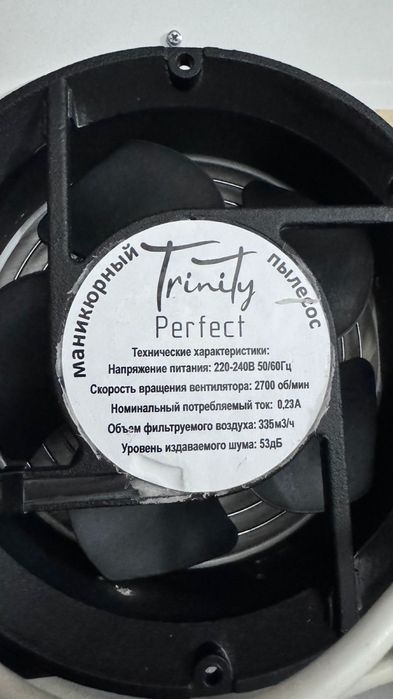 маникюрный
Trinity
пылесос
Perfect
Технические характеристики:
Напряжение питания: 220-240В 50/60Гц
Скорость вращения вентилятора: 2700 об/мин
Номинальный потребляемый ток: 0,23А
Объем фильтруемого воздуха: 335м3/ч
Уровень издаваемого шума: 53дБ